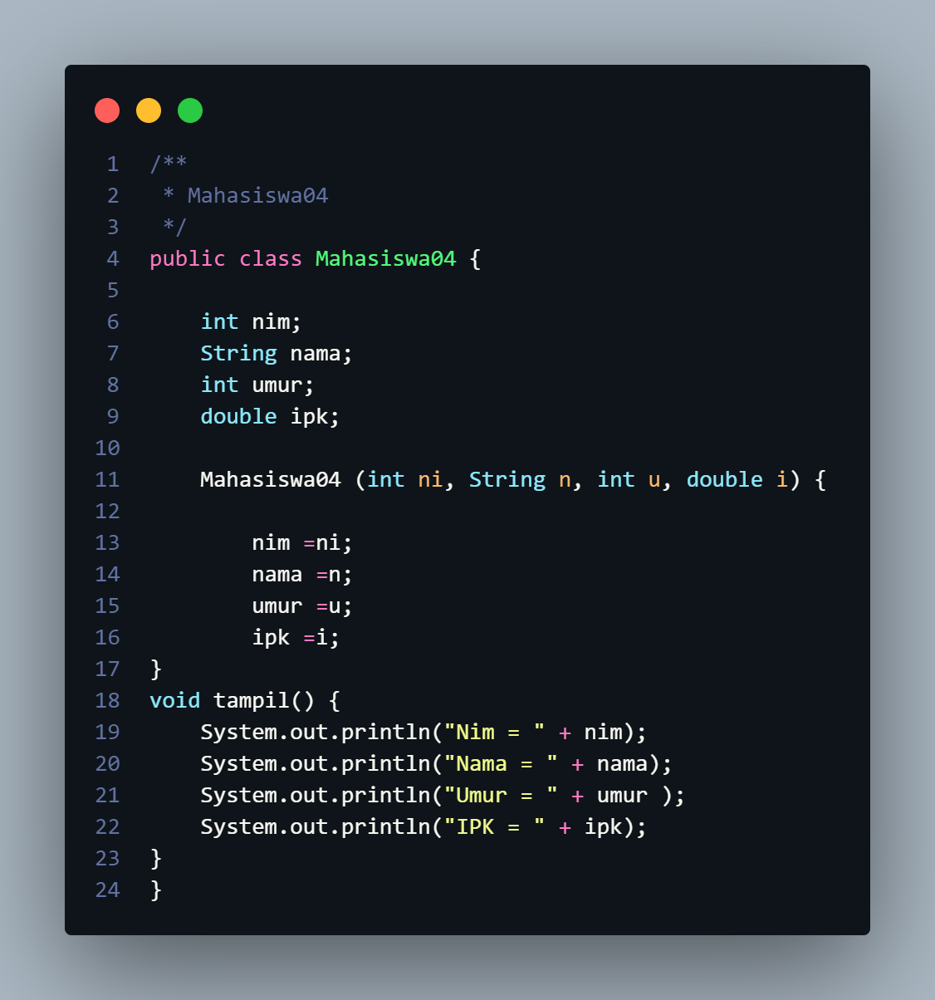 1 /**
2  * Mahasiswa04
3  */
4 public class Mahasiswa04 {
5
6     int nim;
7     String nama;
8     int umur;
9     double ipk;
10
11     Mahasiswa04 (int ni, String n, int u, double i) {
12
13         nim =ni;
14         nama =n;
15         umur =u;
16         ipk =i;
17 }
18 void tampil() {
19     System.out.println("Nim = " + nim);
20     System.out.println("Nama = " + nama);
21     System.out.println("Umur = " + umur );
22     System.out.println("IPK = " + ipk);
23 }
24 }